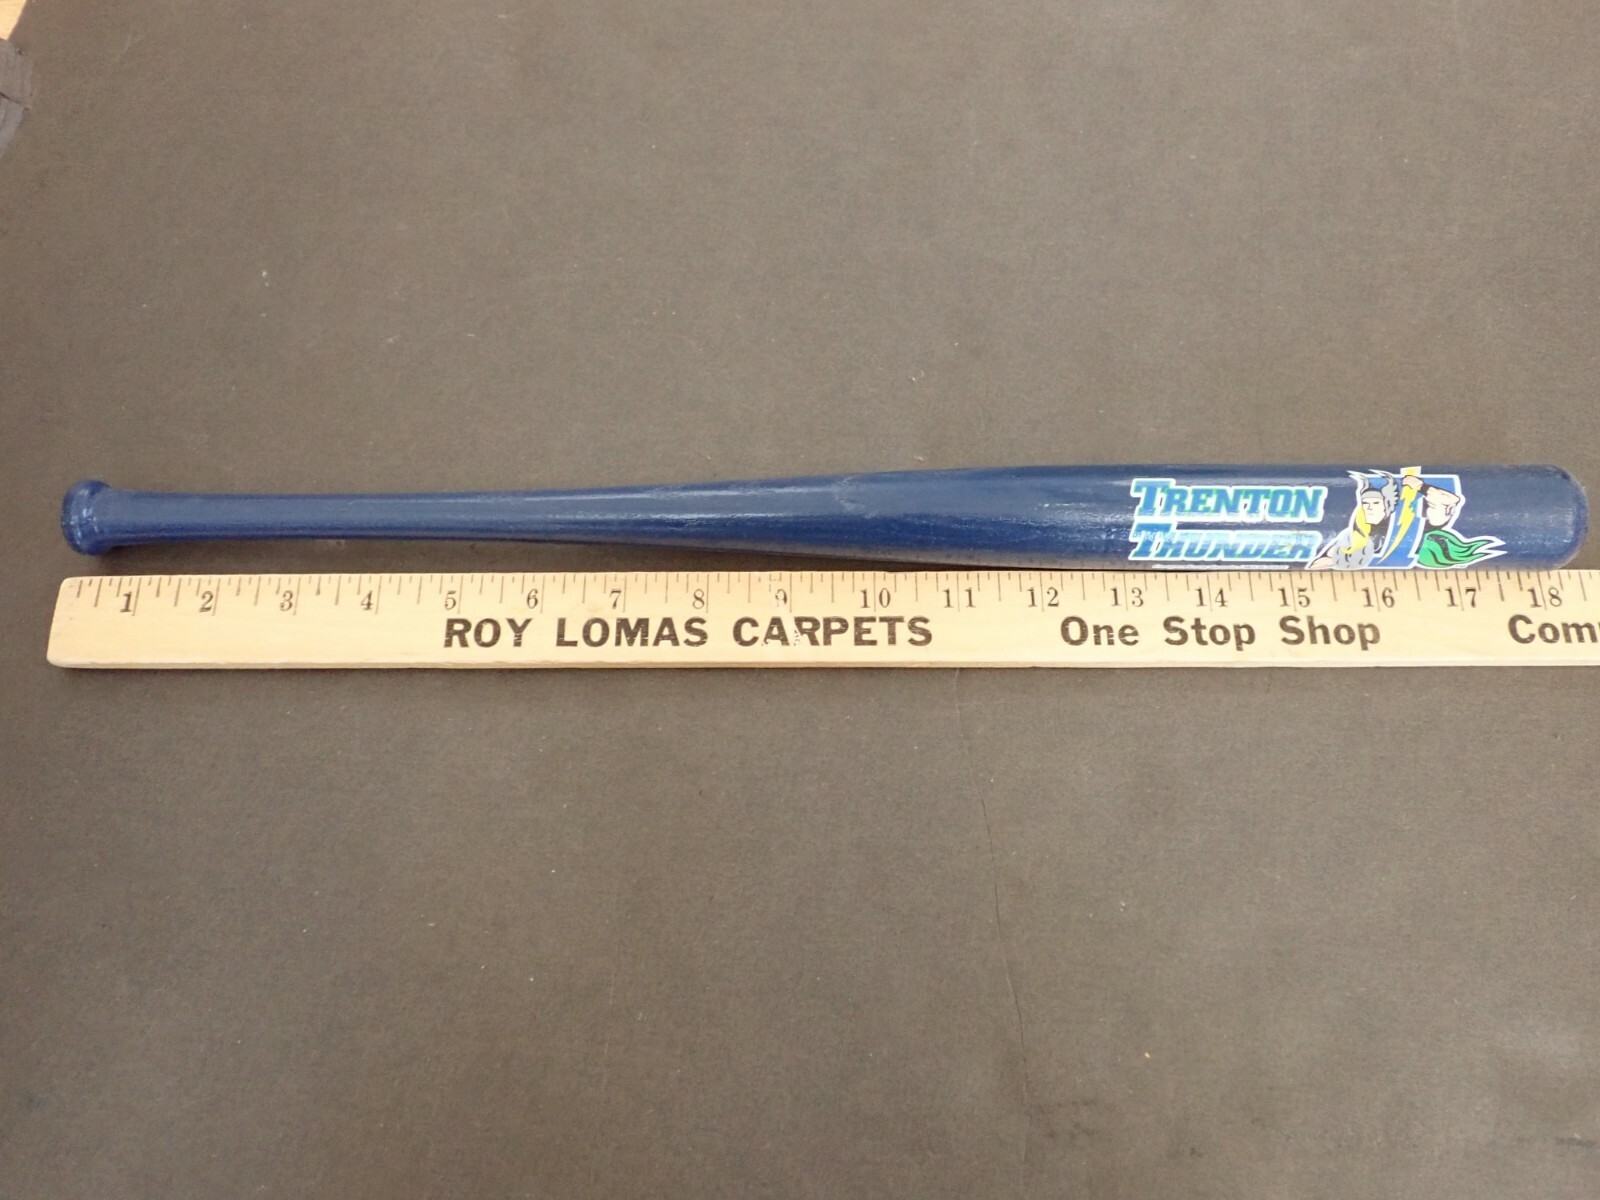 TRENTON
THUNDER
1 2 3 4 5 6 7 8 9 10 11 12 13 14 15 16 17 18
ROY LOMAS CARPETS One Stop Shop Com